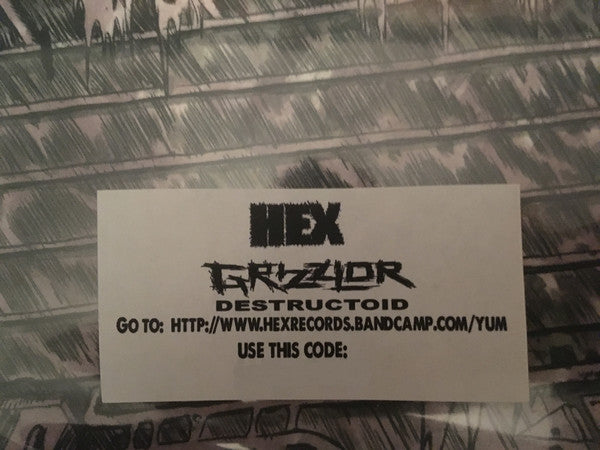 HEX
GRIZZLOR
DESTRUCTOID
GO TO: HTTP://WWW.HEXRECORDS.BANDCAMP.COM/YUM
USE THIS CODE: